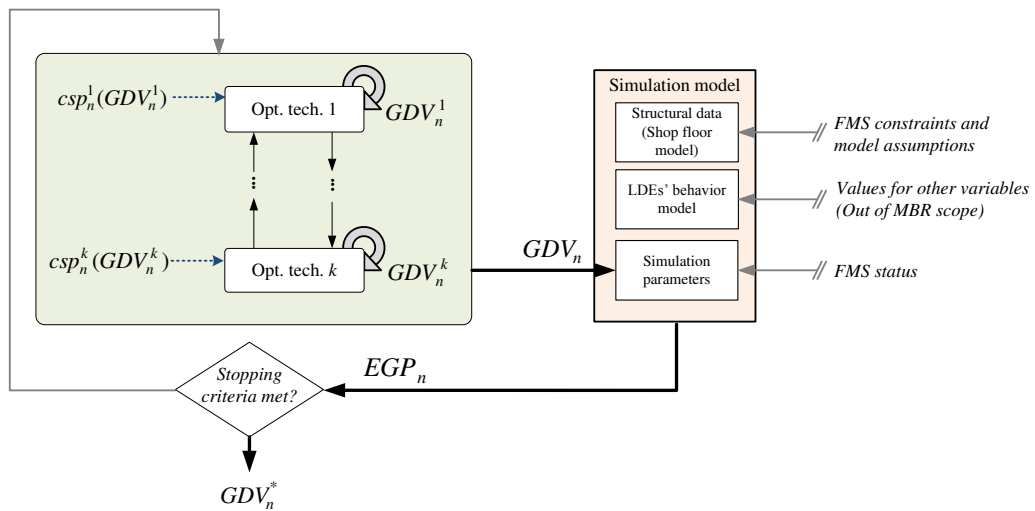 csp_n^1(GDV_n^1)
Opt. tech. 1
GDV_n^1
...
...
csp_n^k(GDV_n^k)
Opt. tech. k
GDV_n^k
GDV_n
Simulation model
Structural data
(Shop floor
model)
LDEs' behavior
model
Simulation
parameters
FMS constraints and
model assumptions
Values for other variables
(Out of MBR scope)
FMS status
EGP_n
Stopping
criteria met?
GDV_n^*